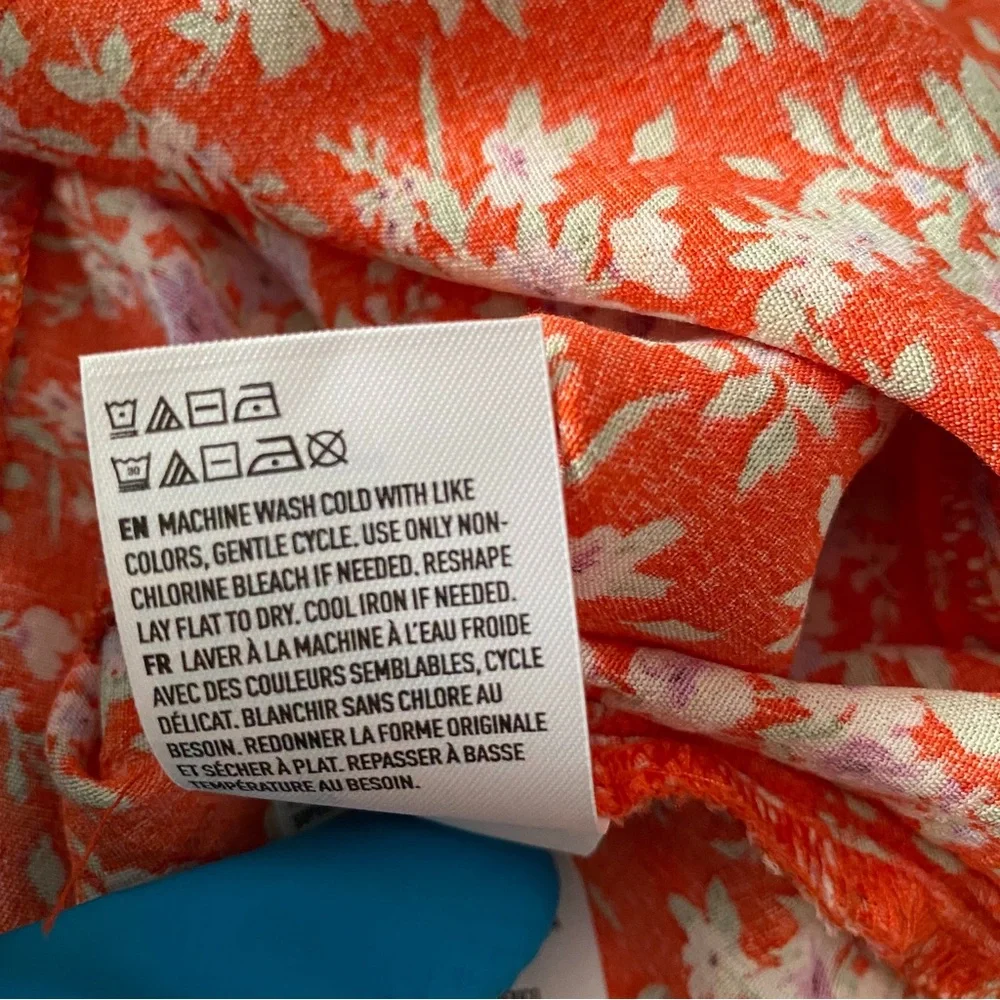 30
EN MACHINE WASH COLD WITH LIKE
COLORS, GENTLE CYCLE. USE ONLY NON-
CHLORINE BLEACH IF NEEDED. RESHAPE
LAY FLAT TO DRY. COOL IRON IF NEEDED.
FR LAVER À LA MACHINE À L'EAU FROIDE
AVEC DES COULEURS SEMBLABLES, CYCLE
DÉLICAT. BLANCHIR SANS CHLORE AU
BESOIN. REDONNER LA FORME ORIGINALE
ET SÉCHER À PLAT. REPASSER À BASSE
TEMPÉRATURE AU BESOIN.